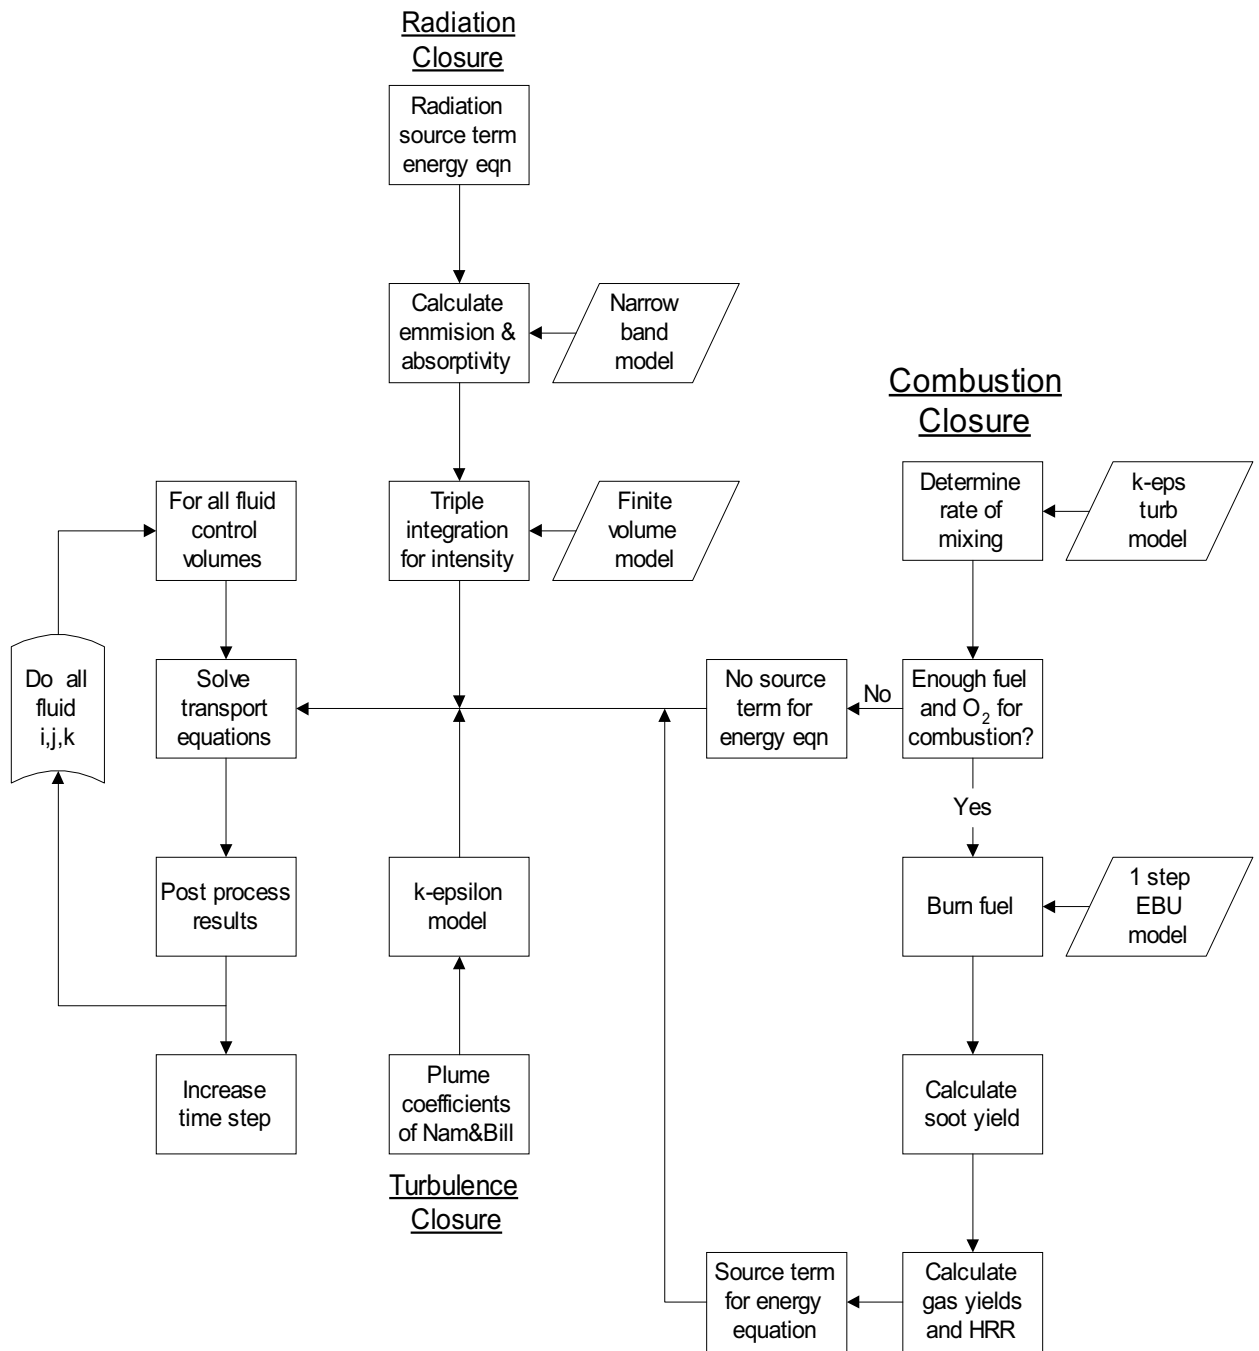 Radiation
Closure
Radiation
source term
energy eqn
Calculate
emmision &
absorptivity
Narrow
band
model
Triple
integration
for intensity
Finite
volume
model
Combustion
Closure
Determine
rate of
mixing
k-eps
turb
model
For all fluid
control
volumes
Do all
fluid
i,j,k
Solve
transport
equations
No source
term for
energy eqn
No
Enough fuel
and O₂ for
combustion?
Yes
Post process
results
k-epsilon
model
Burn fuel
1 step
EBU
model
Increase
time step
Plume
coefficients
of Nam&Bill
Turbulence
Closure
Calculate
soot yield
Source term
for energy
equation
Calculate
gas yields
and HRR